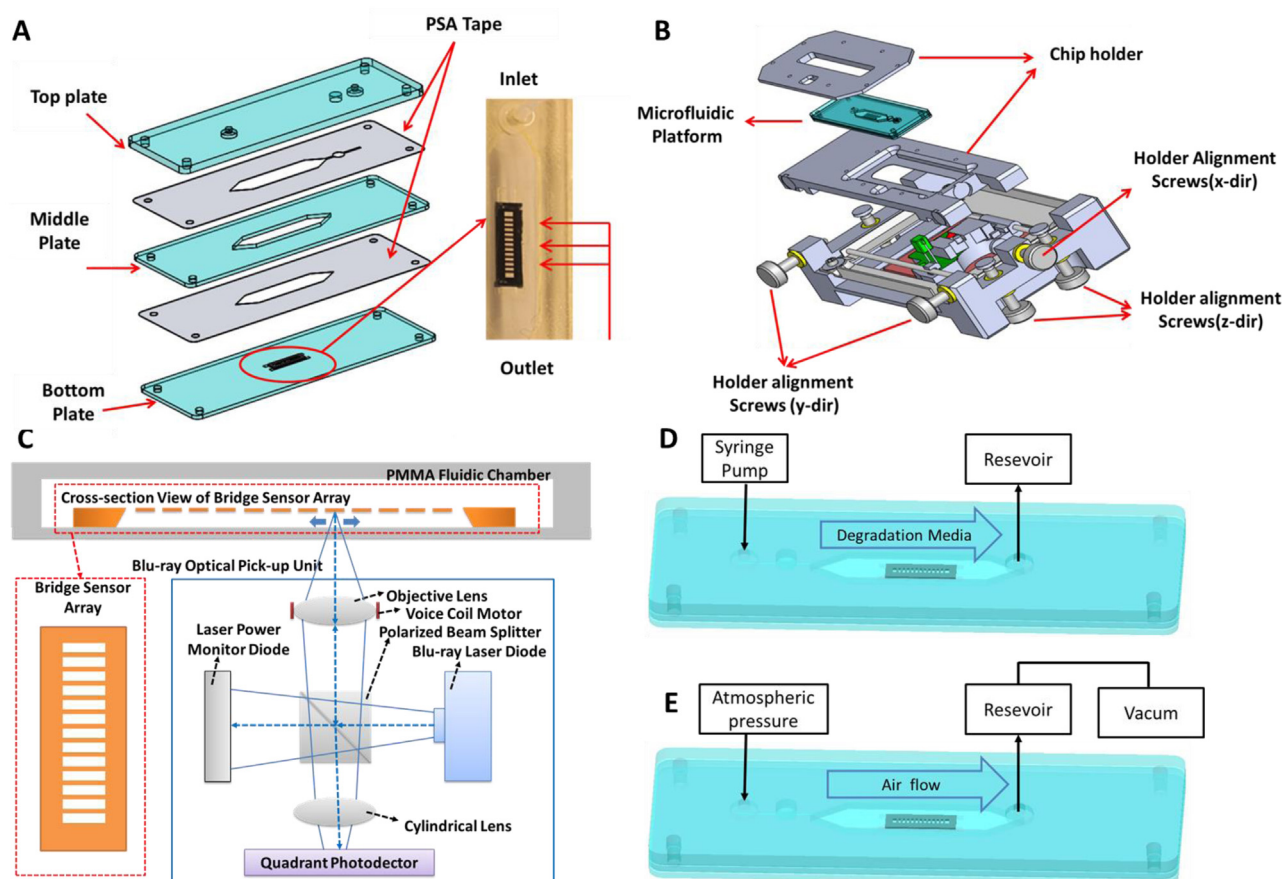 A
PSA Tape
Top plate
Inlet
Middle
Plate
Bottom
Plate
Outlet
B
Chip holder
Microfluidic
Platform
Holder Alignment
Screws(x-dir)
Holder alignment
Screws(z-dir)
Holder alignment
Screws (y-dir)
C
PMMA Fluidic Chamber
Cross-section View of Bridge Sensor Array
Blu-ray Optical Pick-up Unit
Bridge Sensor
Array
Objective Lens
Voice Coil Motor
Polarized Beam Splitter
Blu-ray Laser Diode
Laser Power
Monitor Diode
Cylindrical Lens
Quadrant Photodector
D
Syringe
Pump
Resevoir
Degradation Media
E
Atmospheric
pressure
Resevoir
Vacum
Air flow